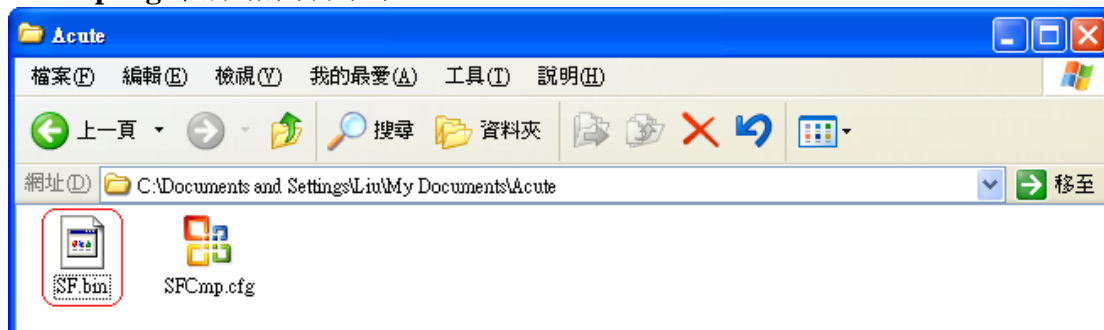 Acute
檔案(F) 編輯(E) 檢視(V) 我的最愛(A) 工具(T) 說明(H)
上一頁 搜尋 資料夾
網址(D) C:\Documents and Settings\Liu\My Documents\Acute 移至
SF.bin SFCmp.cfg